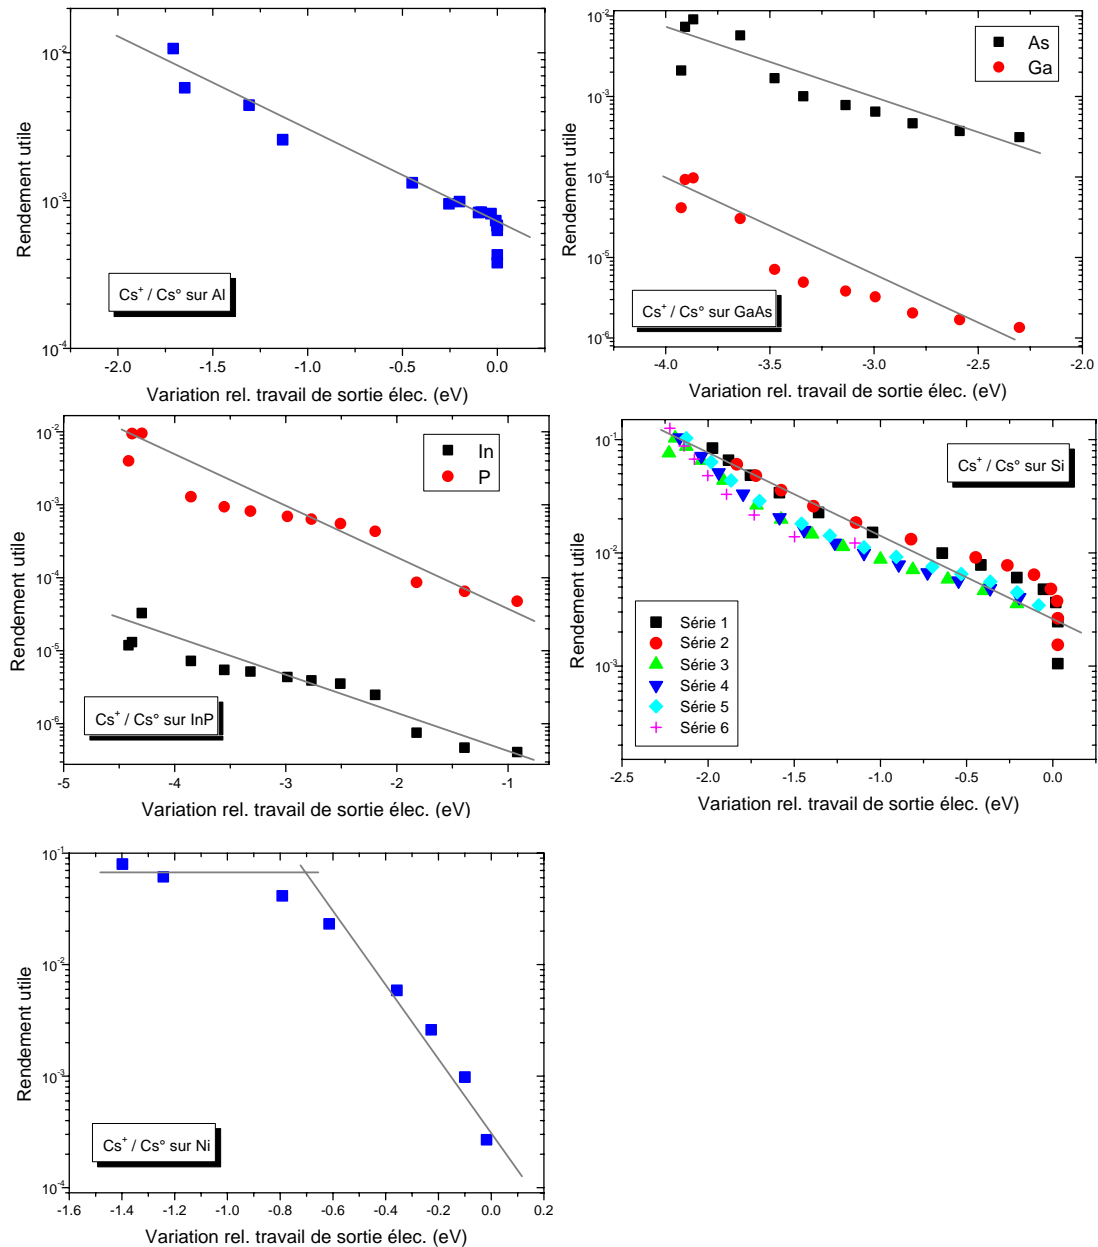 10⁻²
10⁻³
10⁻⁴
Rendement utile
Cs⁺ / Cs° sur Al
-2.0 -1.5 -1.0 -0.5 0.0
Variation rel. travail de sortie élec. (eV)
10⁻²
10⁻³
10⁻⁴
10⁻⁵
10⁻⁶
Rendement utile
As
Ga
Cs⁺ / Cs° sur GaAs
-4.0 -3.5 -3.0 -2.5 -2.0
Variation rel. travail de sortie élec. (eV)
10⁻²
10⁻³
10⁻⁴
10⁻⁵
10⁻⁶
Rendement utile
In
P
Cs⁺ / Cs° sur InP
-5 -4 -3 -2 -1
Variation rel. travail de sortie élec. (eV)
10⁻¹
10⁻²
10⁻³
Rendement utile
Cs⁺ / Cs° sur Si
Série 1
Série 2
Série 3
Série 4
Série 5
Série 6
-2.5 -2.0 -1.5 -1.0 -0.5 0.0
Variation rel. travail de sortie élec. (eV)
10⁻¹
10⁻²
10⁻³
10⁻⁴
Rendement utile
Cs⁺ / Cs° sur Ni
-1.6 -1.4 -1.2 -1.0 -0.8 -0.6 -0.4 -0.2 0.0 0.2
Variation rel. travail de sortie élec. (eV)